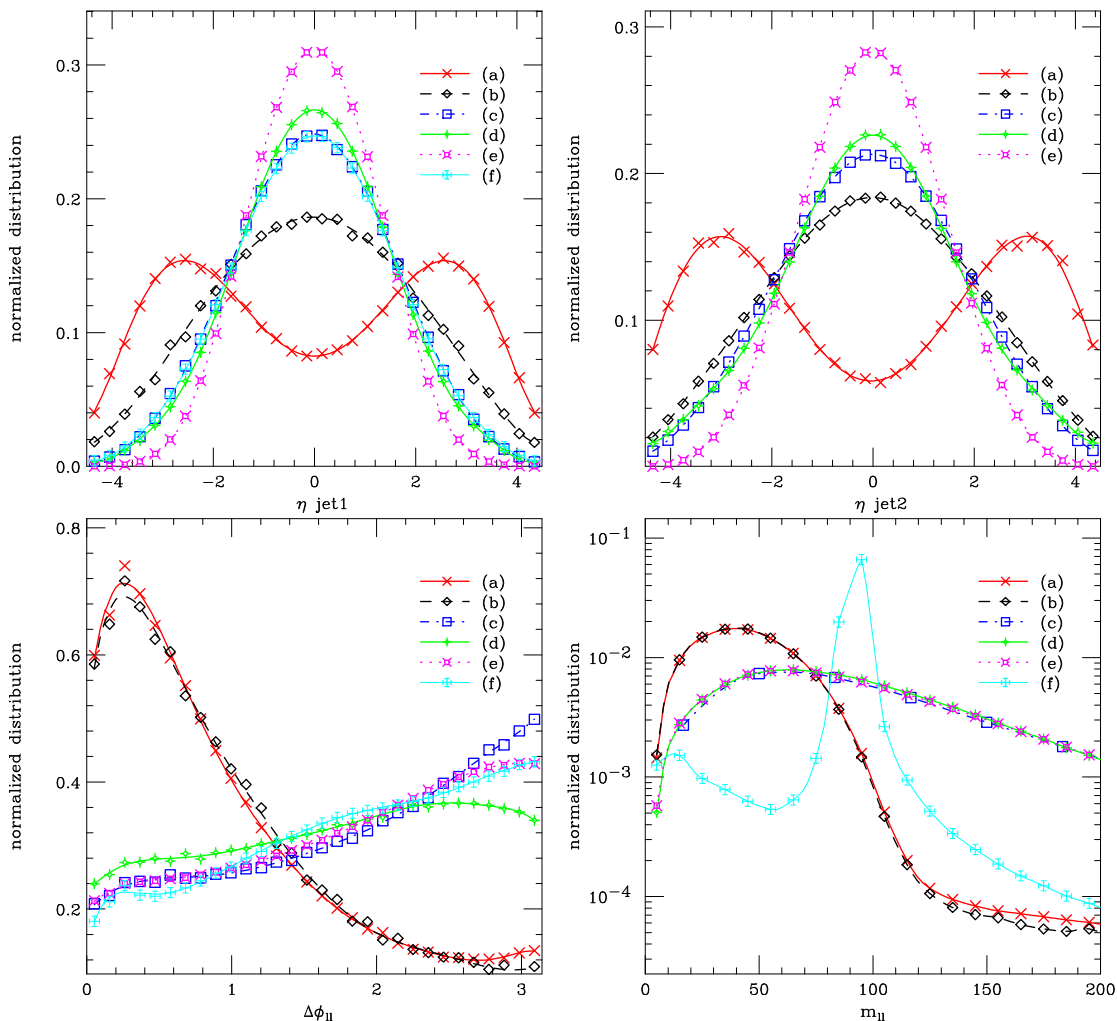 normalized distribution
0.3
0.2
0.1
0.0
−4 −2 0 2 4
η jet1
(a)
(b)
(c)
(d)
(e)
(f)
normalized distribution
0.3
0.2
0.1
−4 −2 0 2 4
η jet2
(a)
(b)
(c)
(d)
(e)
normalized distribution
0.8
0.6
0.4
0.2
0 1 2 3
Δϕ_ll
(a)
(b)
(c)
(d)
(e)
(f)
normalized distribution
10⁻¹
10⁻²
10⁻³
10⁻⁴
0 50 100 150 200
m_ll
(a)
(b)
(c)
(d)
(e)
(f)